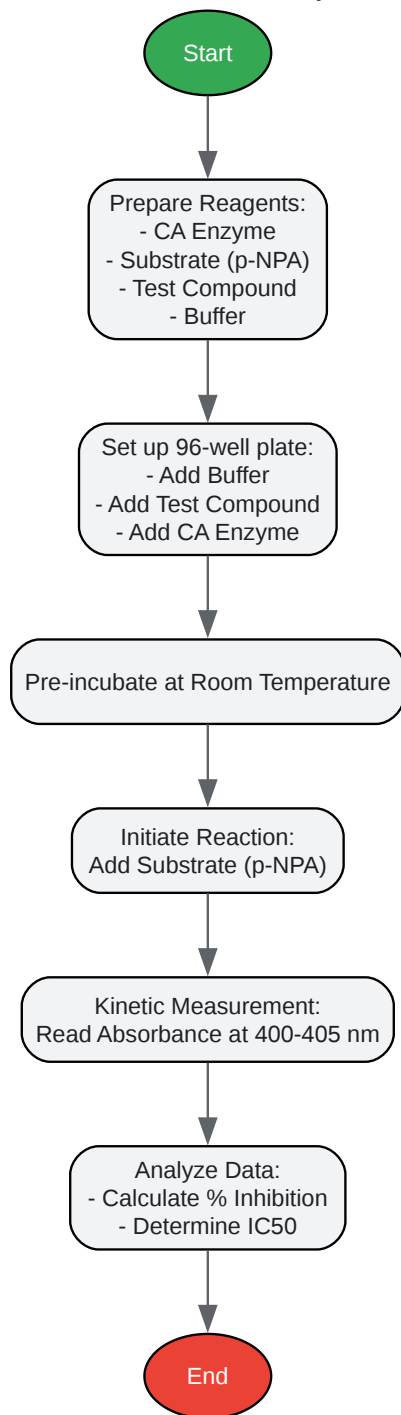 Start
Prepare Reagents:
- CA Enzyme
- Substrate (p-NPA)
- Test Compound
- Buffer
Set up 96-well plate:
- Add Buffer
- Add Test Compound
- Add CA Enzyme
Pre-incubate at Room Temperature
Initiate Reaction:
Add Substrate (p-NPA)
Kinetic Measurement:
Read Absorbance at 400-405 nm
Analyze Data:
- Calculate % Inhibition
- Determine IC50
End